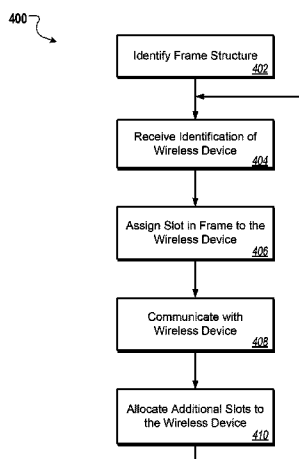 400
Identify Frame Structure
402
Receive Identification of
Wireless Device
404
Assign Slot in Frame to the
Wireless Device
406
Communicate with
Wireless Device
408
Allocate Additional Slots to
the Wireless Device
410